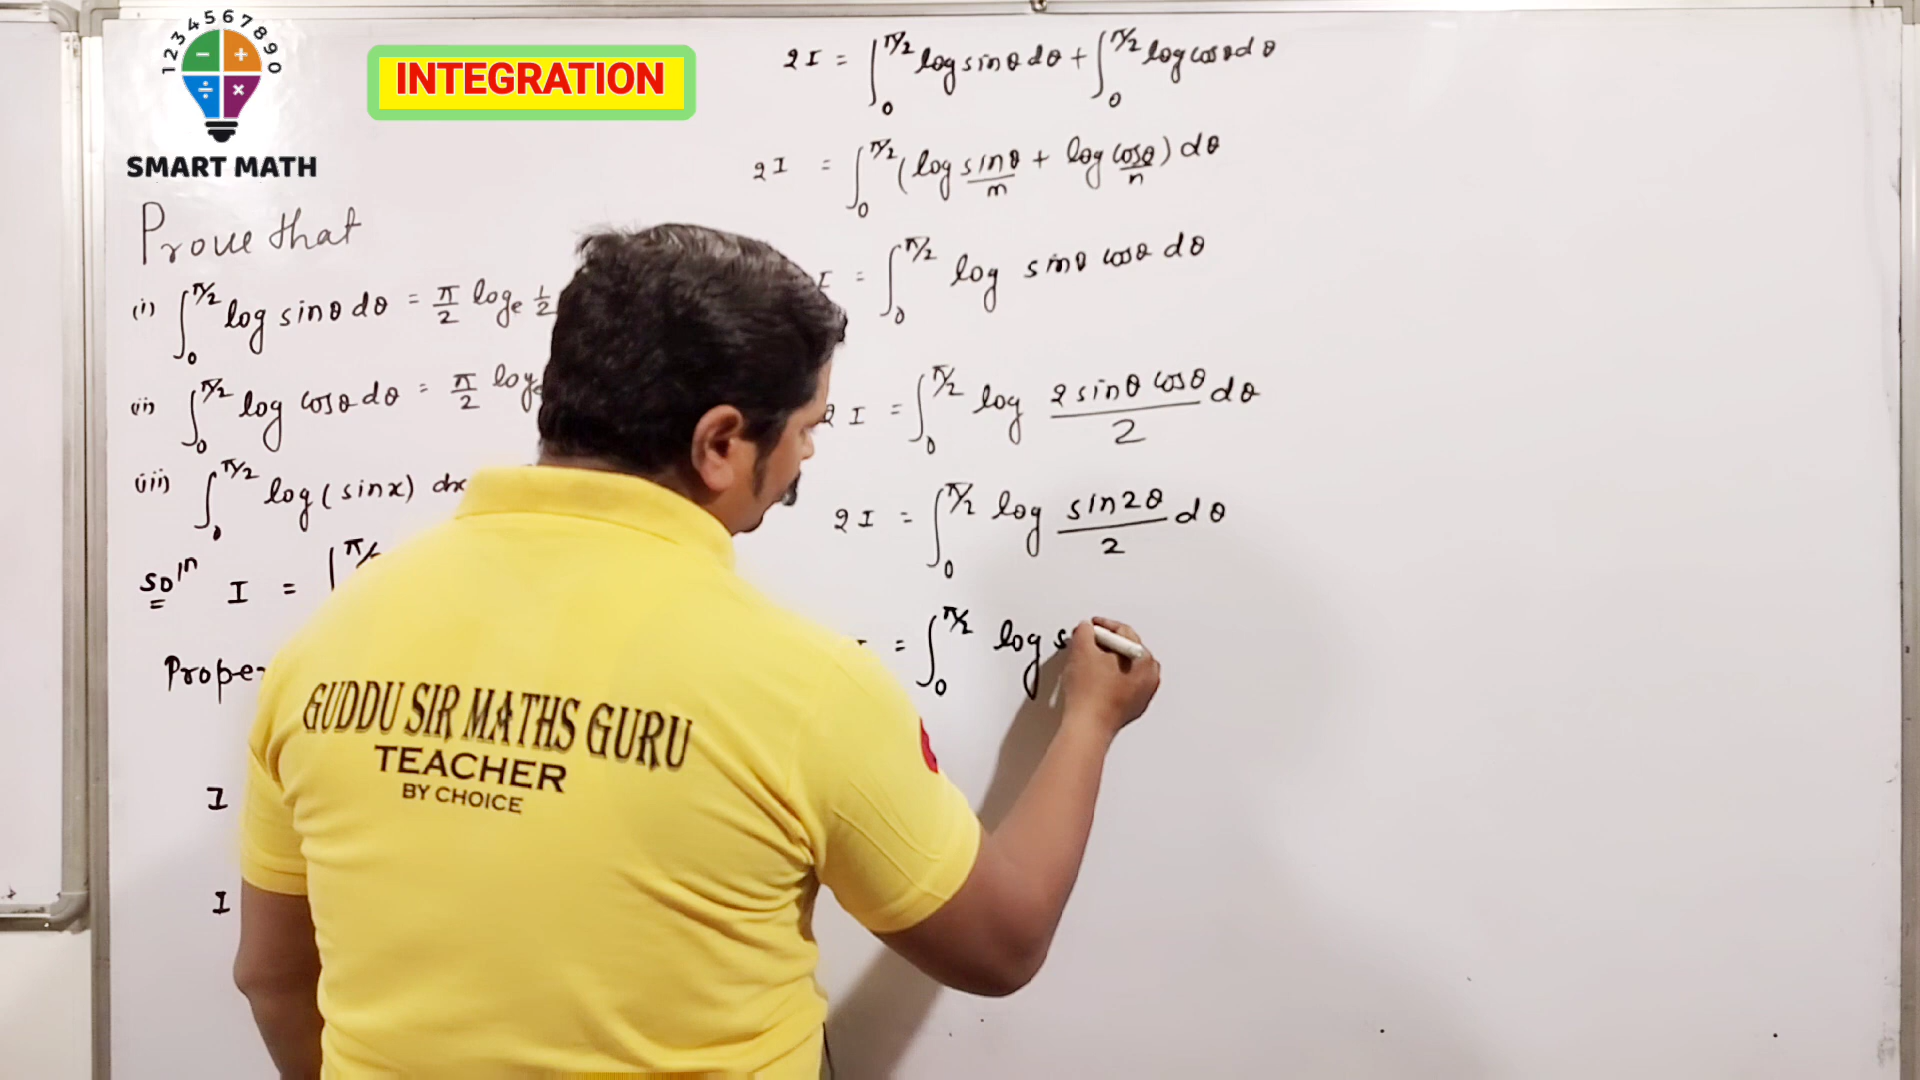 1 2 3 4 5 6 7 8 9 0
− +
÷ ×
SMART MATH
INTEGRATION
Prove that
(i) ∫₀^π/2 log sinθ dθ = π/2 logₑ 1/2
(ii) ∫₀^π/2 log cosθ dθ = π/2 log
(iii) ∫₀^π/2 log(sinx) dx
Soln I =
I
I
2I = ∫₀^π/2 log sinθ dθ + ∫₀^π/2 log cosθ dθ
2I = ∫₀^π/2 (log sinθ/m + log cosθ/n) dθ
I = ∫₀^π/2 log sinθ cosθ dθ
2I = ∫₀^π/2 log 2 sinθ cosθ/2 dθ
2I = ∫₀^π/2 log sin2θ/2 dθ
= ∫₀^π/2 log s
GUDDU SIR MATHS GURU
TEACHER
BY CHOICE